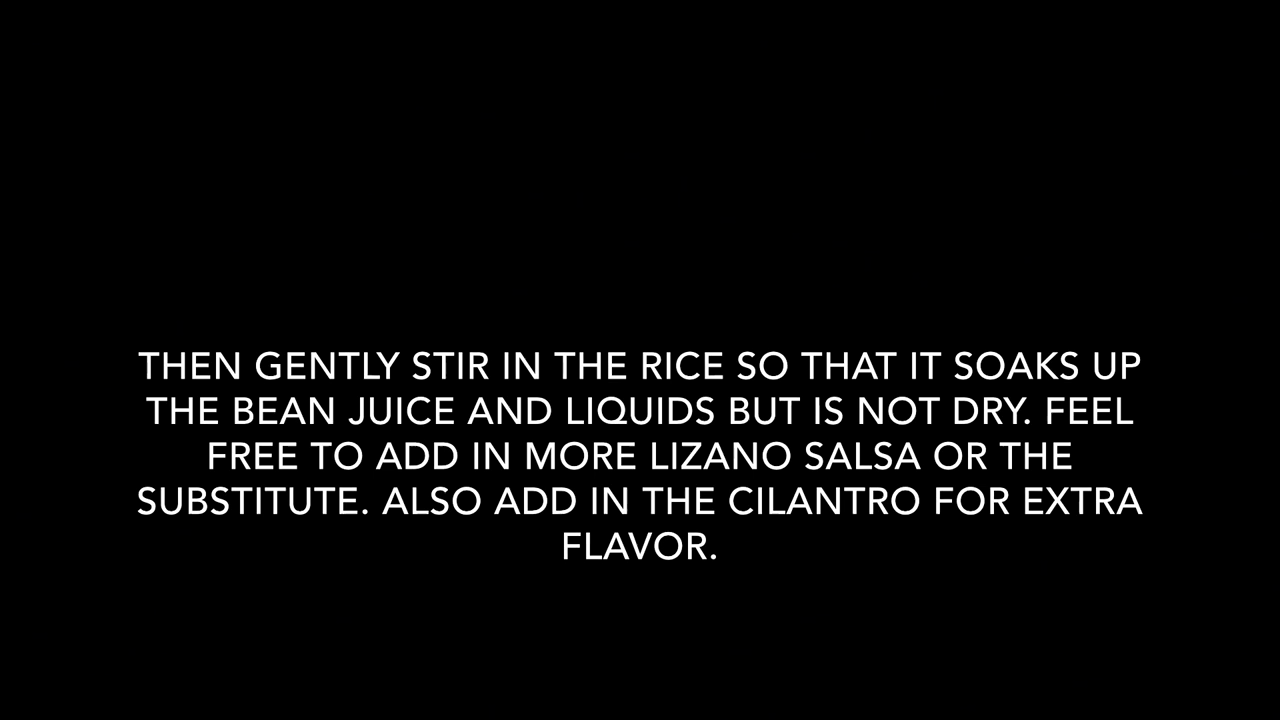 THEN GENTLY STIR IN THE RICE SO THAT IT SOAKS UP
THE BEAN JUICE AND LIQUIDS BUT IS NOT DRY. FEEL
FREE TO ADD IN MORE LIZANO SALSA OR THE
SUBSTITUTE. ALSO ADD IN THE CILANTRO FOR EXTRA
FLAVOR.